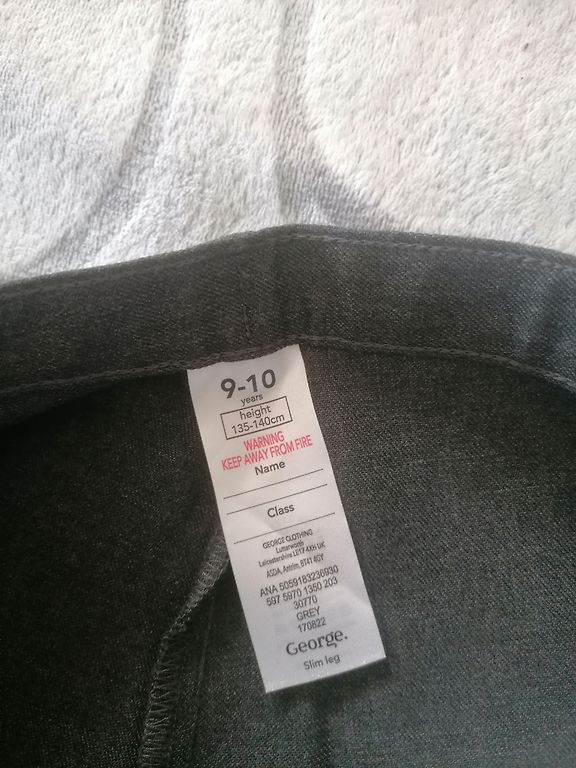 9-10
years
height
135-140cm
WARNING
KEEP AWAY FROM FIRE
Name
Class
GEORGE CLOTHING
Lutterworth
Leicestershire LE17 4XH UK
ASDA, Antrim, BT41 4GY
ANA 5059183236930
597 5970 1350 203
30770
GREY
170822
George.
Slim leg